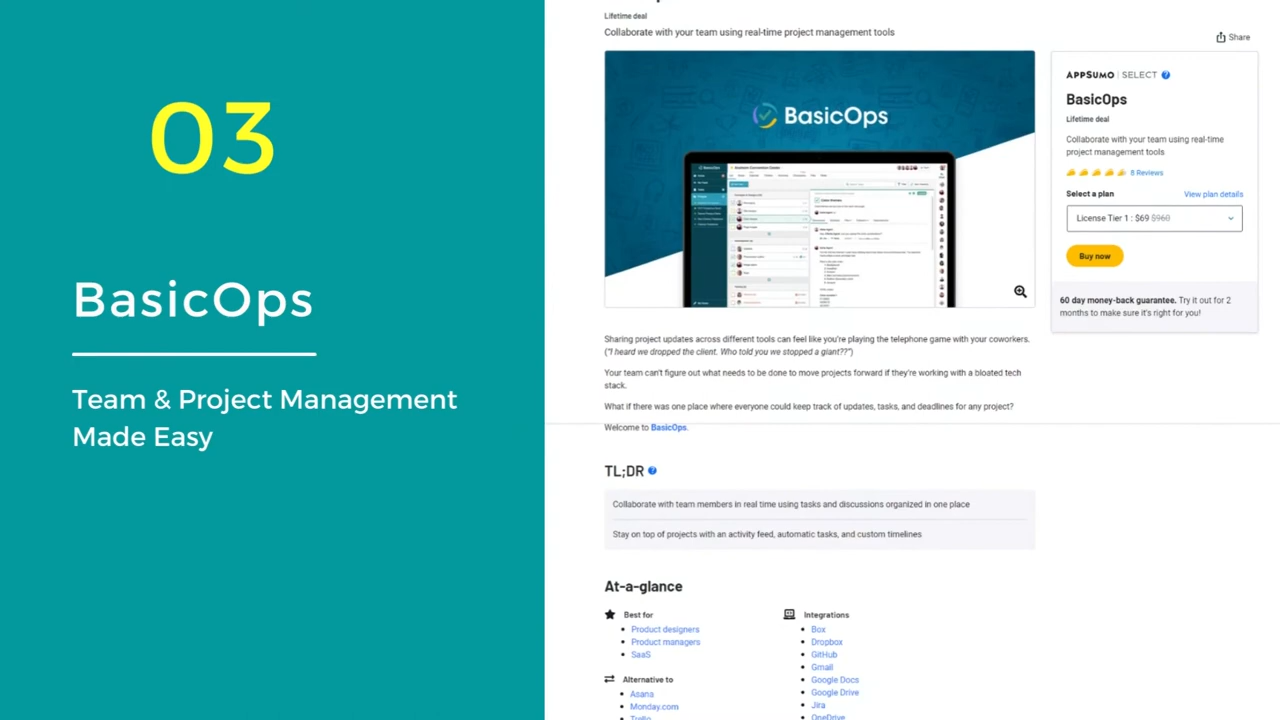 03
BasicOps
Team & Project Management
Made Easy
Lifetime deal
Collaborate with your team using real-time project management tools
Share
BasicOps
APPSUMO | SELECT ?
BasicOps
Lifetime deal
Collaborate with your team using real-time
project management tools
8 Reviews
Select a plan
View plan details
License Tier 1 : $69 $960
Buy now
60 day money-back guarantee. Try it out for 2
months to make sure it's right for you!
Sharing project updates across different tools can feel like you're playing the telephone game with your coworkers.
("I heard we dropped the client. Who told you we stopped a giant??")
Your team can't figure out what needs to be done to move projects forward if they're working with a bloated tech
stack.
What if there was one place where everyone could keep track of updates, tasks, and deadlines for any project?
Welcome to BasicOps.
TL;DR ?
Collaborate with team members in real time using tasks and discussions organized in one place
Stay on top of projects with an activity feed, automatic tasks, and custom timelines
At-a-glance
Best for
• Product designers
• Product managers
• SaaS
Alternative to
• Asana
• Monday.com
• Trello
Integrations
• Box
• Dropbox
• GitHub
• Gmail
• Google Docs
• Google Drive
• Jira
• OneDrive